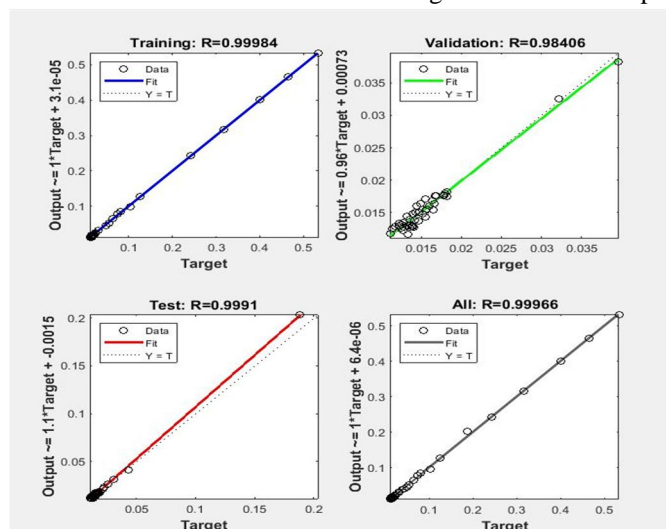 Training: R=0.99984
Output ~= 1*Target + 3.1e-05
0.5
0.4
0.3
0.2
0.1
Data
Fit
Y = T
0.1 0.2 0.3 0.4 0.5
Target
Validation: R=0.98406
Output ~= 0.96*Target + 0.00073
0.035
0.03
0.025
0.02
0.015
Data
Fit
Y = T
0.015 0.02 0.025 0.03 0.035
Target
Test: R=0.9991
Output ~= 1.1*Target + -0.0015
0.2
0.15
0.1
0.05
Data
Fit
Y = T
0.05 0.1 0.15 0.2
Target
All: R=0.99966
Output ~= 1*Target + 6.4e-06
0.5
0.4
0.3
0.2
0.1
Data
Fit
Y = T
0.1 0.2 0.3 0.4 0.5
Target